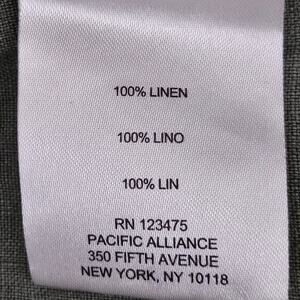 100% LINEN
100% LINO
100% LIN
RN 123475
PACIFIC ALLIANCE
350 FIFTH AVENUE
NEW YORK, NY 10118